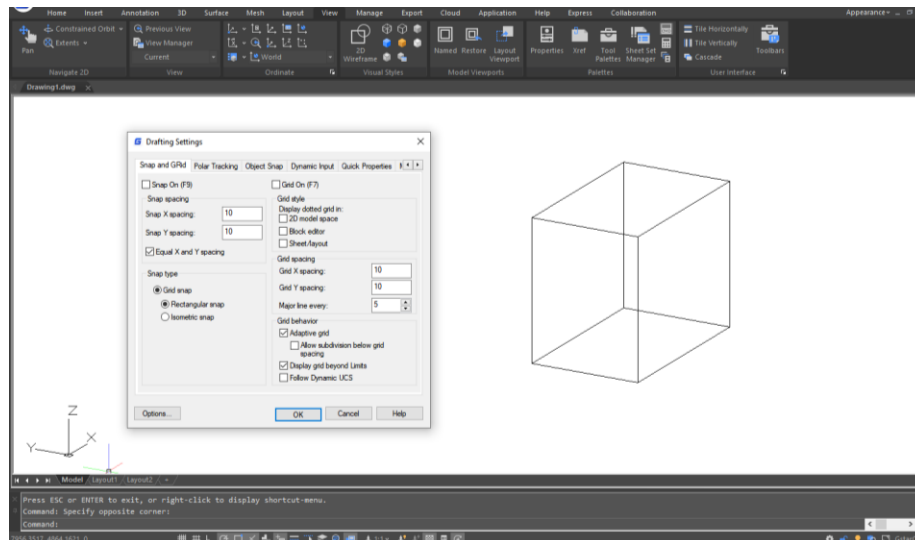 Home Insert Annotation 3D Surface Mesh Layout View Manage Export Cloud Application Help Express Collaboration Appearance
Pan
Constrained Orbit
Extents
Navigate 2D
Previous View
View Manager
Current
View
World
Ordinate
2D Wireframe
Visual Styles
Named Restore Layout Viewport
Model Viewports
Properties Xref Tool Palettes Sheet Set Manager
Palettes
Tile Horizontally
Tile Vertically
Cascade
Toolbars
User Interface
Drawing1.dwg
Drafting Settings
Snap and GRid Polar Tracking Object Snap Dynamic Input Quick Properties
Snap On (F9)
Snap spacing
Snap X spacing: 10
Snap Y spacing: 10
Equal X and Y spacing
Snap type
Grid snap
Rectangular snap
Isometric snap
Grid On (F7)
Grid style
Display dotted grid in:
2D model space
Block editor
Sheet/layout
Grid spacing
Grid X spacing: 10
Grid Y spacing: 10
Major line every: 5
Grid behavior
Adaptive grid
Allow subdivision below grid
spacing
Display grid beyond Limits
Follow Dynamic UCS
Options... OK Cancel Help
Z
Y X
Model Layout1 Layout2 +
Press ESC or ENTER to exit, or right-click to display shortcut-menu.
Command: Specify opposite corner:
Command: